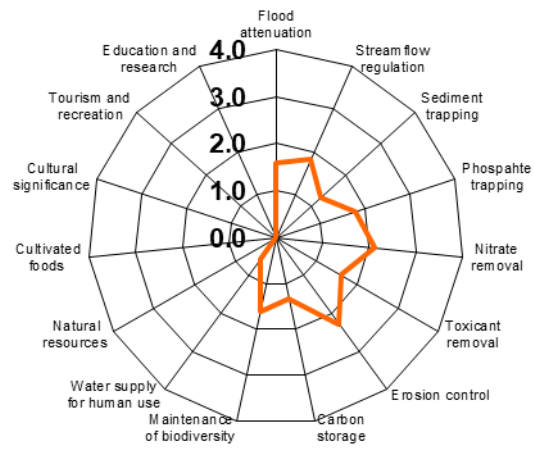 Flood
attenuation
Streamflow
regulation
Sediment
trapping
Phospahte
trapping
Nitrate
removal
Toxicant
removal
Erosion control
Carbon
storage
Maintenance
of biodiversity
Water supply
for human use
Natural
resources
Cultivated
foods
Cultural
significance
Tourism and
recreation
Education and
research
4.0
3.0
2.0
1.0
0.0